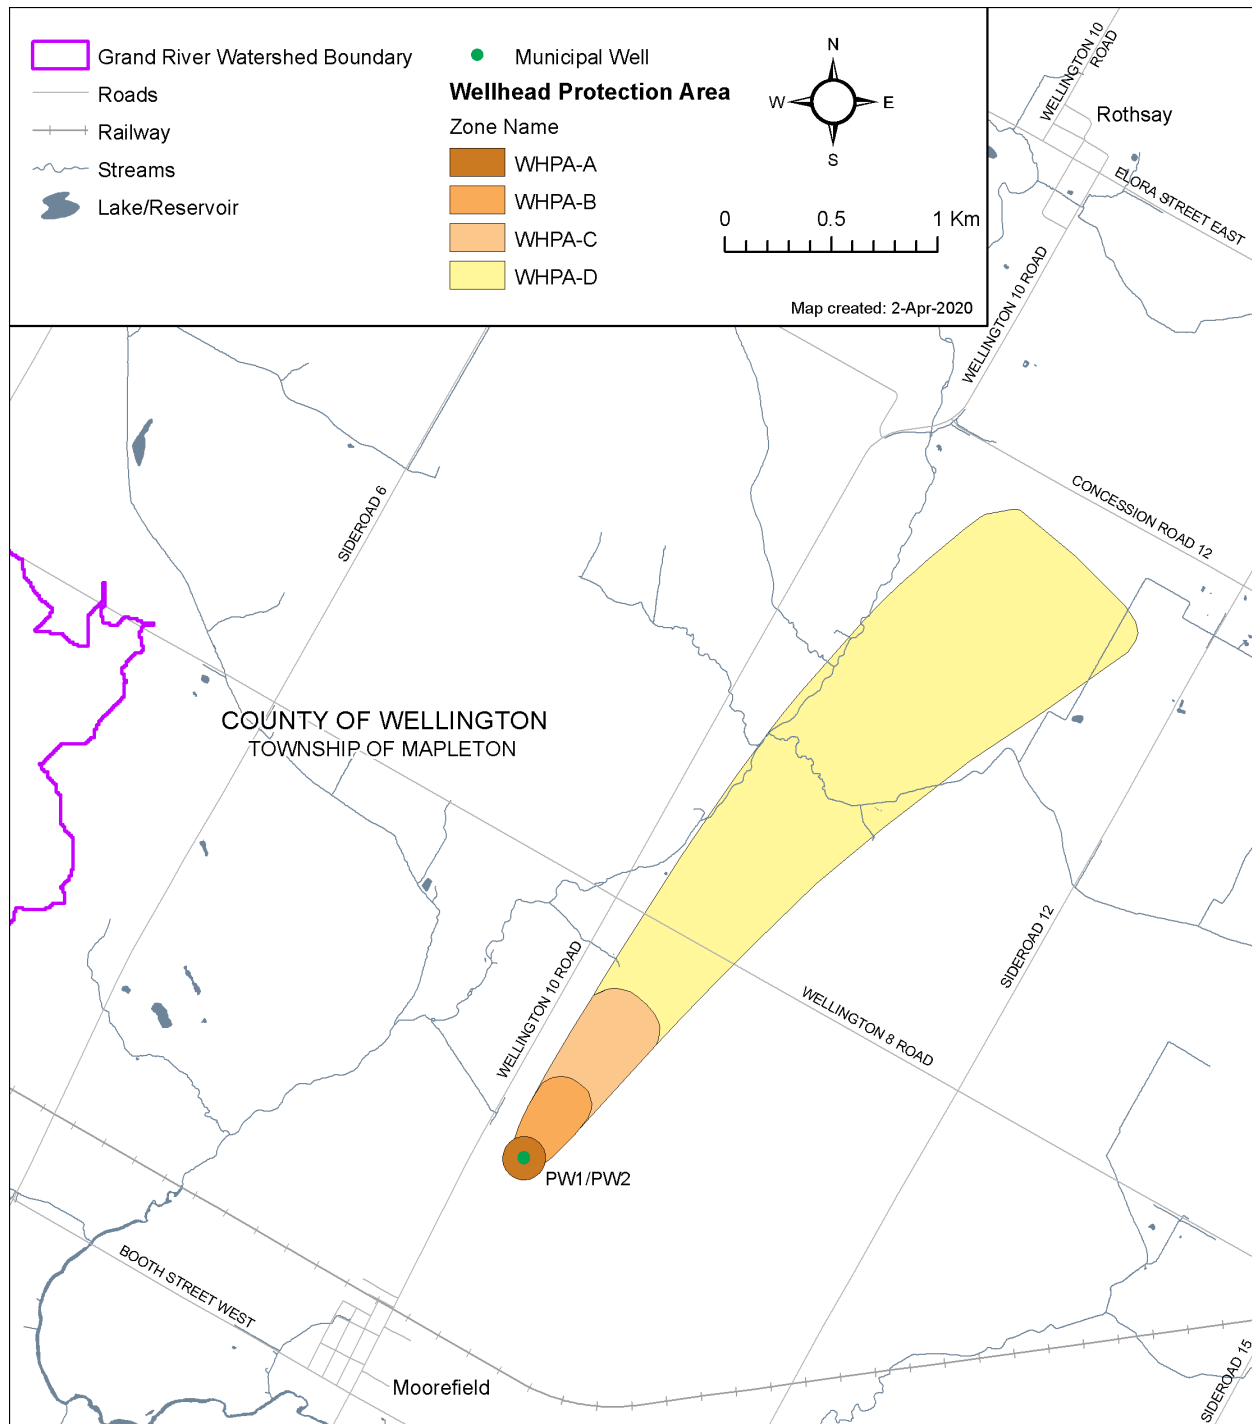 Grand River Watershed Boundary
Roads
Railway
Streams
Lake/Reservoir
Municipal Well
Wellhead Protection Area
Zone Name
WHPA-A
WHPA-B
WHPA-C
WHPA-D
N
W E
S
0 0.5 1 Km
Map created: 2-Apr-2020
WELLINGTON 10
ROAD
Rothsay
ELORA STREET EAST
WELLINGTON 10 ROAD
CONCESSION ROAD 12
SIDEROAD 6
COUNTY OF WELLINGTON
TOWNSHIP OF MAPLETON
WELLINGTON 10 ROAD
SIDEROAD 12
WELLINGTON 8 ROAD
PW1/PW2
BOOTH STREET WEST
Moorefield
SIDEROAD 15